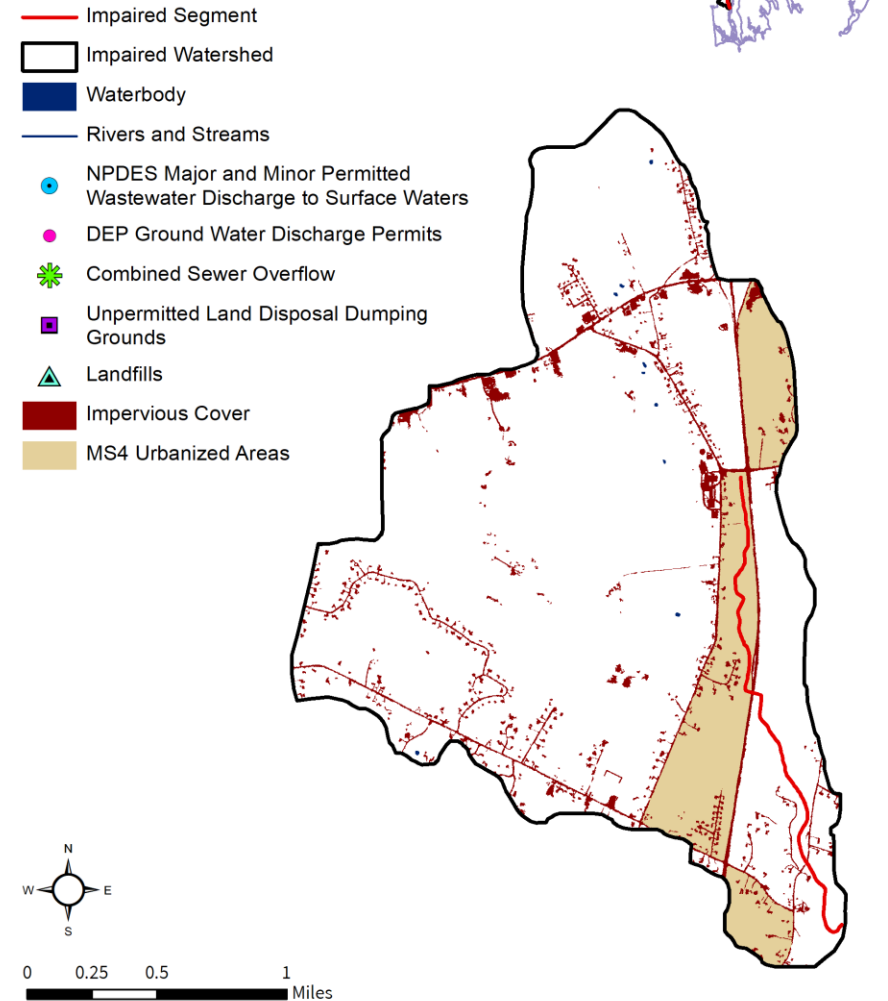 Impaired Segment
Impaired Watershed
Waterbody
Rivers and Streams
NPDES Major and Minor Permitted
Wastewater Discharge to Surface Waters
DEP Ground Water Discharge Permits
Combined Sewer Overflow
Unpermitted Land Disposal Dumping
Grounds
Landfills
Impervious Cover
MS4 Urbanized Areas
N
W E
S
0 0.25 0.5 1
Miles